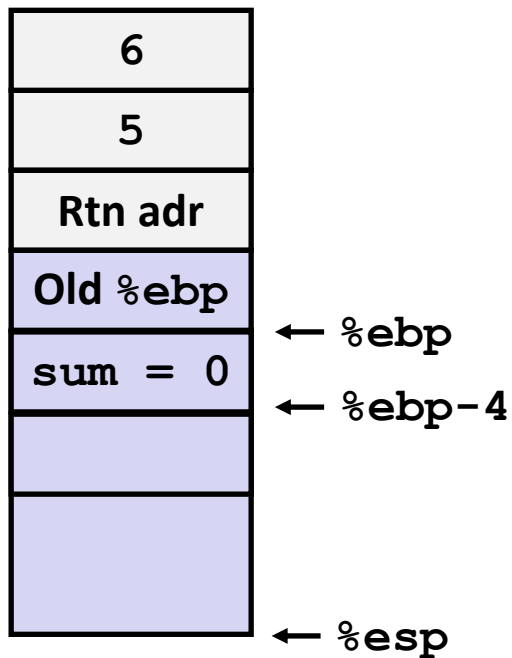 6
5
Rtn adr
Old %ebp
← %ebp
sum = 0
← %ebp-4
← %esp